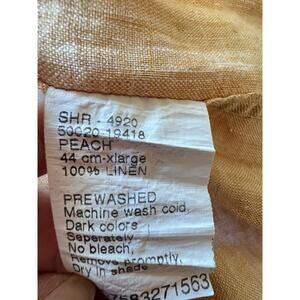 SHR - 4920
50020-19418
PEACH
44 cm-xlarge
100% LINEN
PREWASHED
Machine wash cold,
Dark colors
Seperately
No bleach,
Remove promptly,
Dry in shade
7583271563